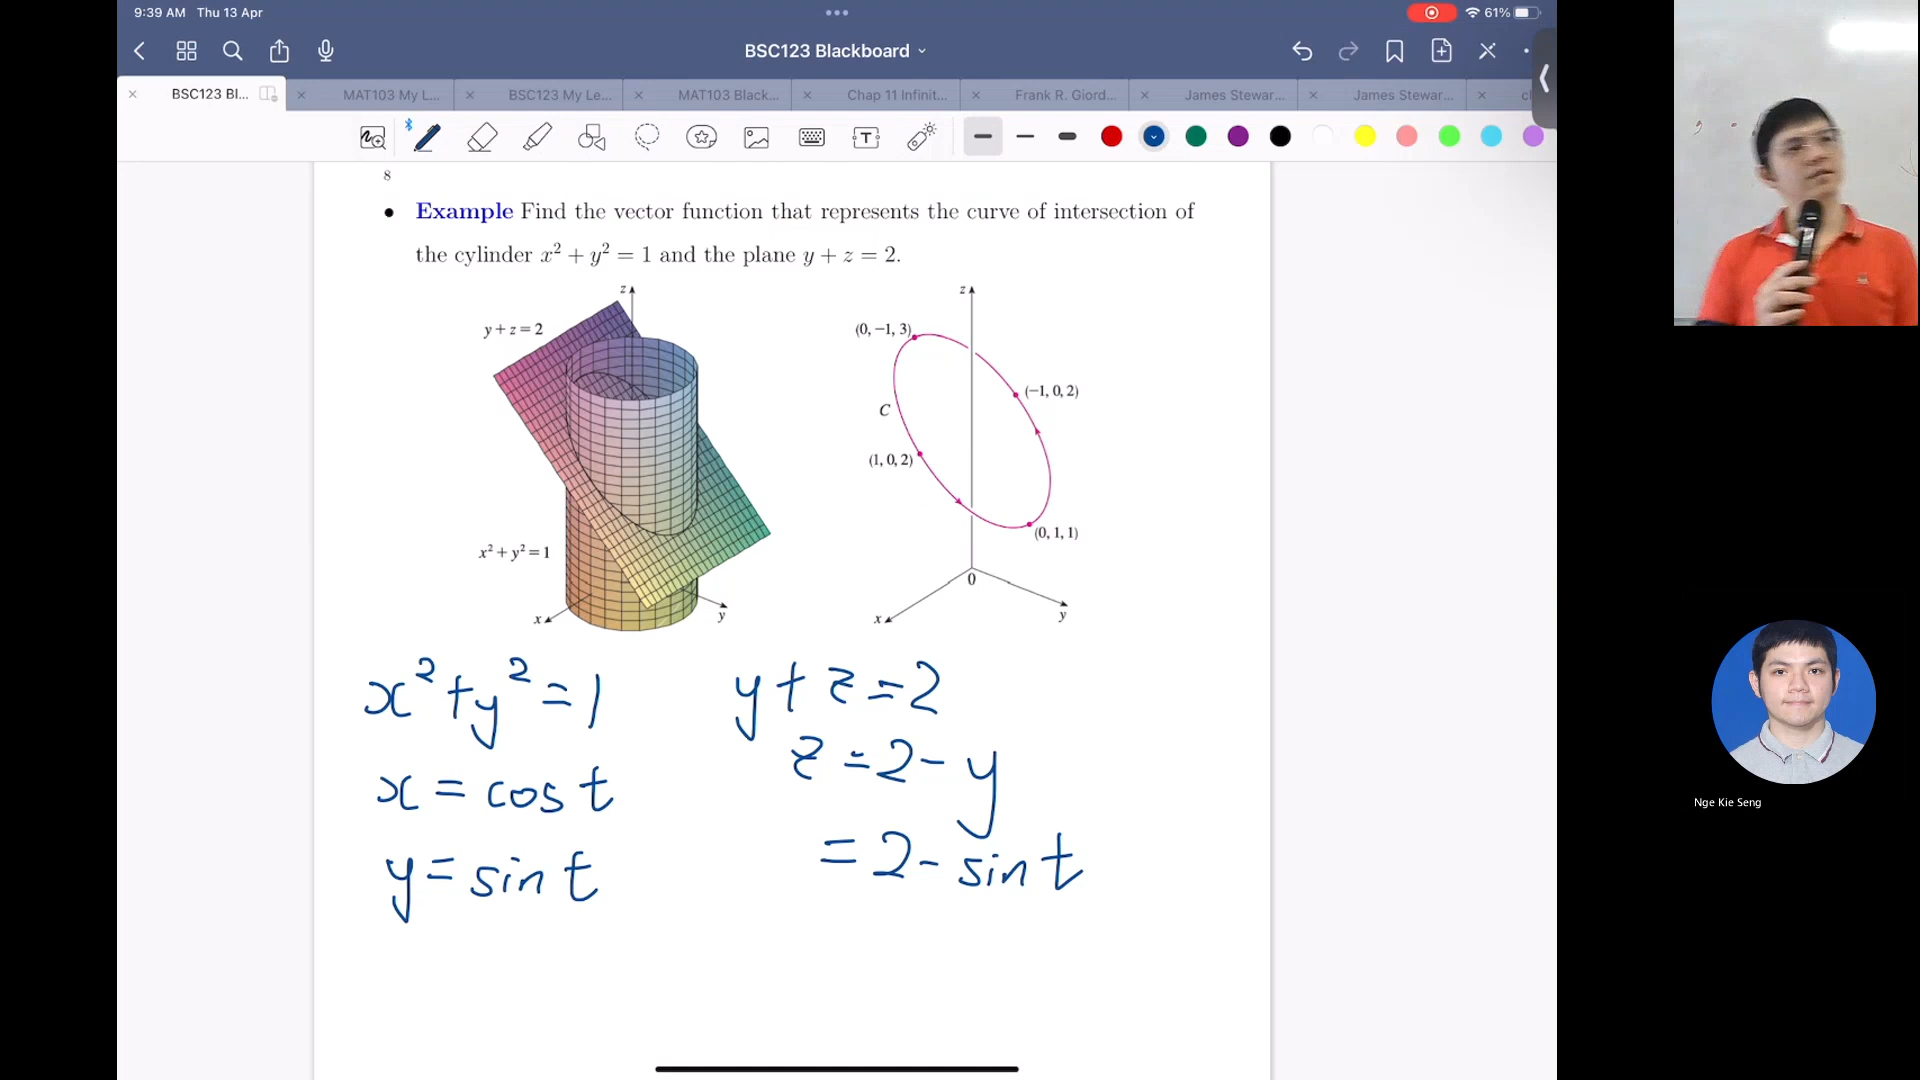 9:39 AM Thu 13 Apr
61%
BSC123 Blackboard
BSC123 Bl...
MAT103 My L...
BSC123 My Le...
MAT103 Black...
Chap 11 Infinit...
Frank R. Giord...
James Stewar...
James Stewar...
8
• Example Find the vector function that represents the curve of intersection of
the cylinder x² + y² = 1 and the plane y + z = 2.
z
y + z = 2
x² + y² = 1
x
y
z
(0, −1, 3)
(−1, 0, 2)
C
(1, 0, 2)
(0, 1, 1)
0
x
y
x² + y² = 1
x = cos t
y = sin t
y + z = 2
z = 2 - y
= 2 - sin t
Nge Kie Seng